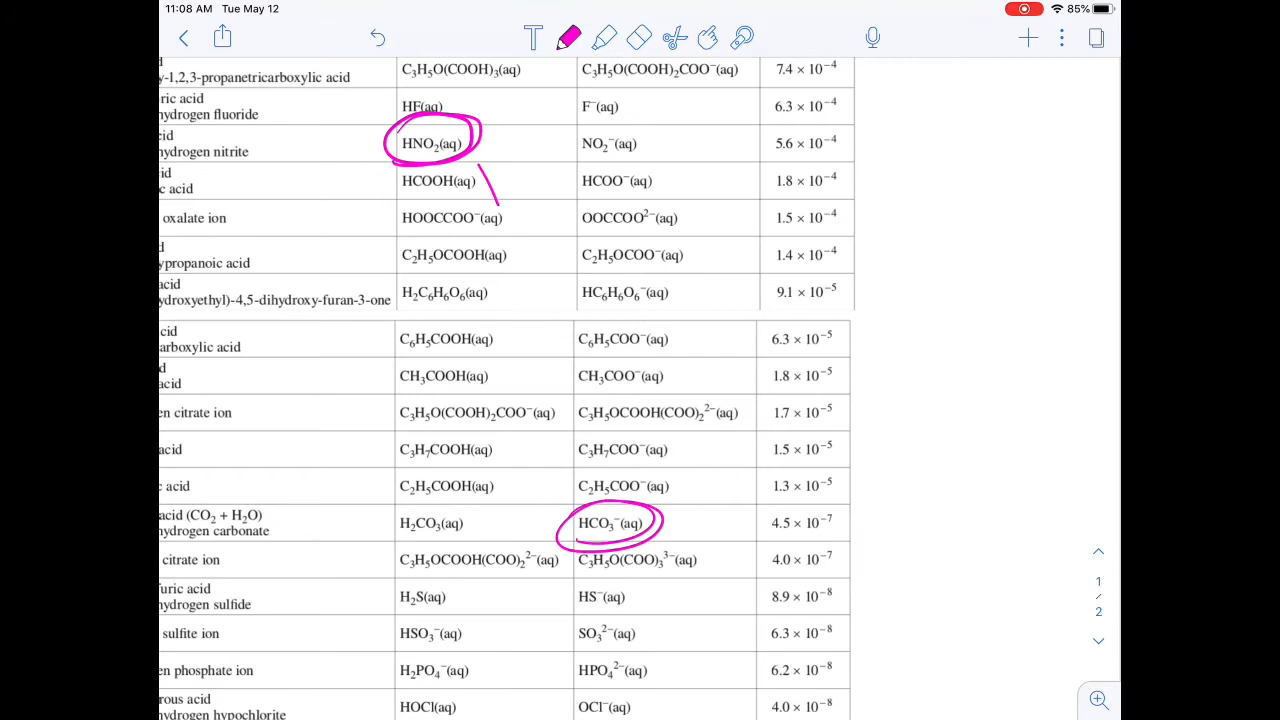 11:08 AM Tue May 12 85%
y-1,2,3-propanetricarboxylic acid C₃H₅O(COOH)₃(aq) C₃H₅O(COOH)₂COO⁻(aq) 7.4 × 10⁻⁴
ric acid
hydrogen fluoride HF(aq) F⁻(aq) 6.3 × 10⁻⁴
cid
hydrogen nitrite HNO₂(aq) NO₂⁻(aq) 5.6 × 10⁻⁴
id
c acid HCOOH(aq) HCOO⁻(aq) 1.8 × 10⁻⁴
oxalate ion HOOCCOO⁻(aq) OOCCOO²⁻(aq) 1.5 × 10⁻⁴
d
ypropanoic acid C₂H₅OCOOH(aq) C₂H₅OCOO⁻(aq) 1.4 × 10⁻⁴
acid
ydroxyethyl)-4,5-dihydroxy-furan-3-one H₂C₆H₆O₆(aq) HC₆H₆O₆⁻(aq) 9.1 × 10⁻⁵
cid
arboxylic acid C₆H₅COOH(aq) C₆H₅COO⁻(aq) 6.3 × 10⁻⁵
d
acid CH₃COOH(aq) CH₃COO⁻(aq) 1.8 × 10⁻⁵
en citrate ion C₃H₅O(COOH)₂COO⁻(aq) C₃H₅OCOOH(COO)₂²⁻(aq) 1.7 × 10⁻⁵
acid C₃H₇COOH(aq) C₃H₇COO⁻(aq) 1.5 × 10⁻⁵
c acid C₂H₅COOH(aq) C₂H₅COO⁻(aq) 1.3 × 10⁻⁵
acid (CO₂ + H₂O)
hydrogen carbonate H₂CO₃(aq) HCO₃⁻(aq) 4.5 × 10⁻⁷
citrate ion C₃H₅OCOOH(COO)₂²⁻(aq) C₃H₅O(COO)₃³⁻(aq) 4.0 × 10⁻⁷
furic acid
hydrogen sulfide H₂S(aq) HS⁻(aq) 8.9 × 10⁻⁸
sulfite ion HSO₃⁻(aq) SO₃²⁻(aq) 6.3 × 10⁻⁸
en phosphate ion H₂PO₄⁻(aq) HPO₄²⁻(aq) 6.2 × 10⁻⁸
rous acid
hydrogen hypochlorite HOCl(aq) OCl⁻(aq) 4.0 × 10⁻⁸
1
/
2